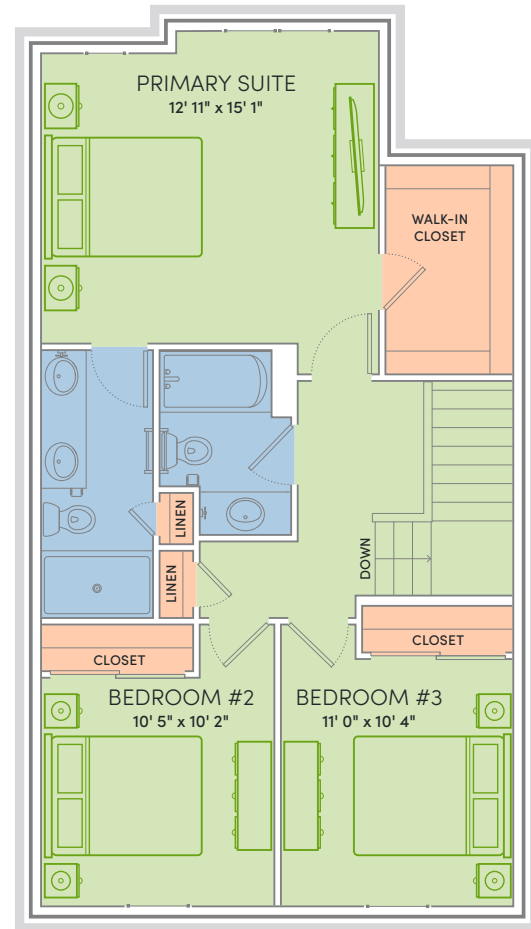 PRIMARY SUITE
12' 11" x 15' 1"
WALK-IN
CLOSET
LINEN
LINEN
DOWN
CLOSET
CLOSET
BEDROOM #2
10' 5" x 10' 2"
BEDROOM #3
11' 0" x 10' 4"